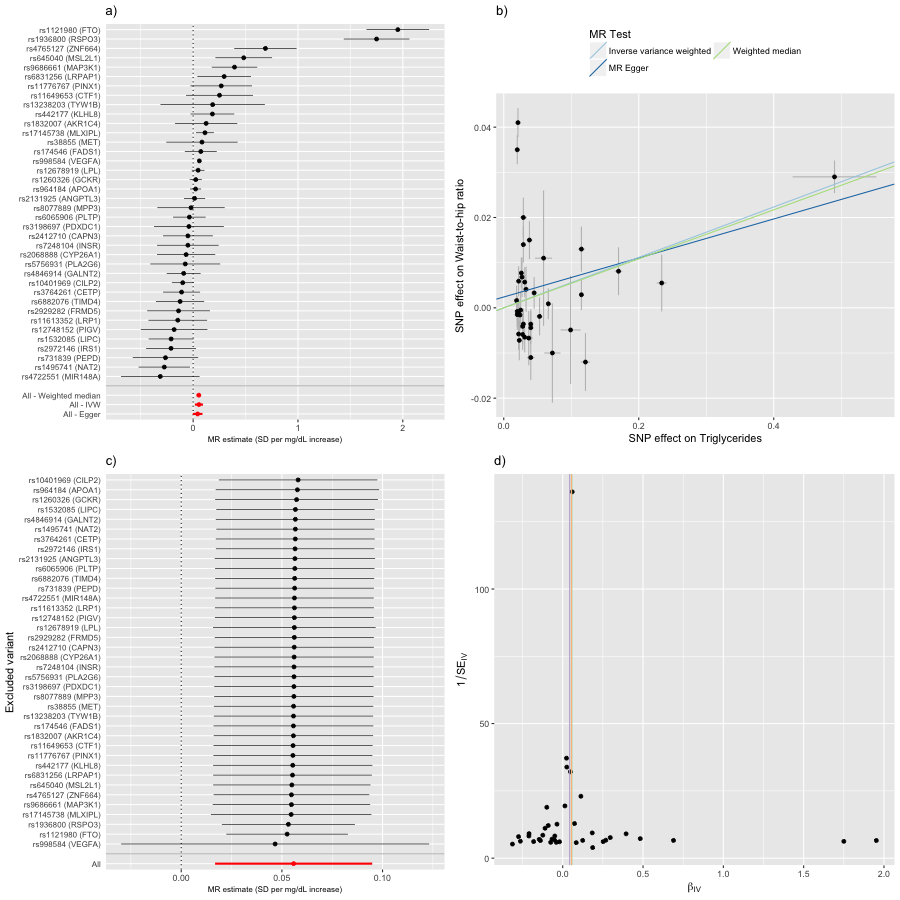 a)
rs1121980 (FTO)
rs1936800 (RSPO3)
rs4765127 (ZNF664)
rs645040 (MSL2L1)
rs9686661 (MAP3K1)
rs6831256 (LRPAP1)
rs11776767 (PINX1)
rs11649653 (CTF1)
rs13238203 (TYW1B)
rs442177 (KLHL8)
rs1832007 (AKR1C4)
rs17145738 (MLXIPL)
rs38855 (MET)
rs174546 (FADS1)
rs998584 (VEGFA)
rs12678919 (LPL)
rs1260326 (GCKR)
rs964184 (APOA1)
rs2131925 (ANGPTL3)
rs8077889 (MPP3)
rs6065906 (PLTP)
rs3198697 (PDXDC1)
rs2412710 (CAPN3)
rs7248104 (INSR)
rs2068888 (CYP26A1)
rs5756931 (PLA2G6)
rs4846914 (GALNT2)
rs10401969 (CILP2)
rs3764261 (CETP)
rs6882076 (TIMD4)
rs2929282 (FRMD5)
rs11613352 (LRP1)
rs12748152 (PIGV)
rs1532085 (LIPC)
rs2972146 (IRS1)
rs731839 (PEPD)
rs1495741 (NAT2)
rs4722551 (MIR148A)
All - Weighted median
All - IVW
All - Egger
0 1 2
MR estimate (SD per mg/dL increase)
b)
MR Test
Inverse variance weighted
Weighted median
MR Egger
SNP effect on Waist-to-hip ratio
0.04
0.02
0.00
-0.02
0.0 0.2 0.4
SNP effect on Triglycerides
c)
Excluded variant
rs10401969 (CILP2)
rs964184 (APOA1)
rs1260326 (GCKR)
rs1532085 (LIPC)
rs4846914 (GALNT2)
rs1495741 (NAT2)
rs3764261 (CETP)
rs2972146 (IRS1)
rs2131925 (ANGPTL3)
rs6065906 (PLTP)
rs6882076 (TIMD4)
rs731839 (PEPD)
rs4722551 (MIR148A)
rs11613352 (LRP1)
rs12748152 (PIGV)
rs12678919 (LPL)
rs2929282 (FRMD5)
rs2412710 (CAPN3)
rs2068888 (CYP26A1)
rs7248104 (INSR)
rs5756931 (PLA2G6)
rs3198697 (PDXDC1)
rs8077889 (MPP3)
rs38855 (MET)
rs13238203 (TYW1B)
rs174546 (FADS1)
rs1832007 (AKR1C4)
rs11649653 (CTF1)
rs11776767 (PINX1)
rs442177 (KLHL8)
rs6831256 (LRPAP1)
rs645040 (MSL2L1)
rs4765127 (ZNF664)
rs9686661 (MAP3K1)
rs17145738 (MLXIPL)
rs1936800 (RSPO3)
rs1121980 (FTO)
rs998584 (VEGFA)
All
0.00 0.05 0.10
MR estimate (SD per mg/dL increase)
d)
1/SE_IV
100
50
0
0.0 0.5 1.0 1.5 2.0
β_IV